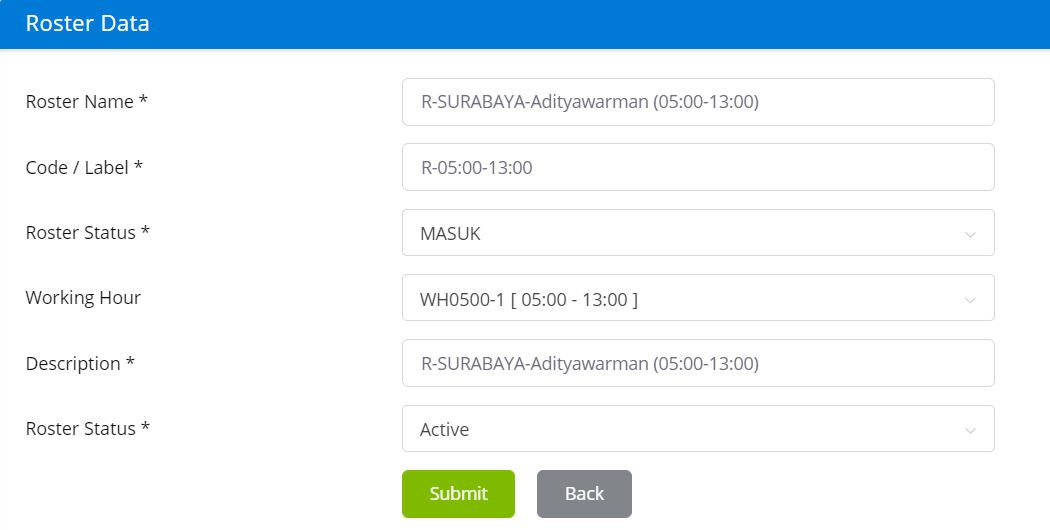 Roster Data
Roster Name * R-SURABAYA-Adityawarman (05:00-13:00)
Code / Label * R-05:00-13:00
Roster Status * MASUK
Working Hour WH0500-1 [ 05:00 - 13:00 ]
Description * R-SURABAYA-Adityawarman (05:00-13:00)
Roster Status * Active
Submit Back